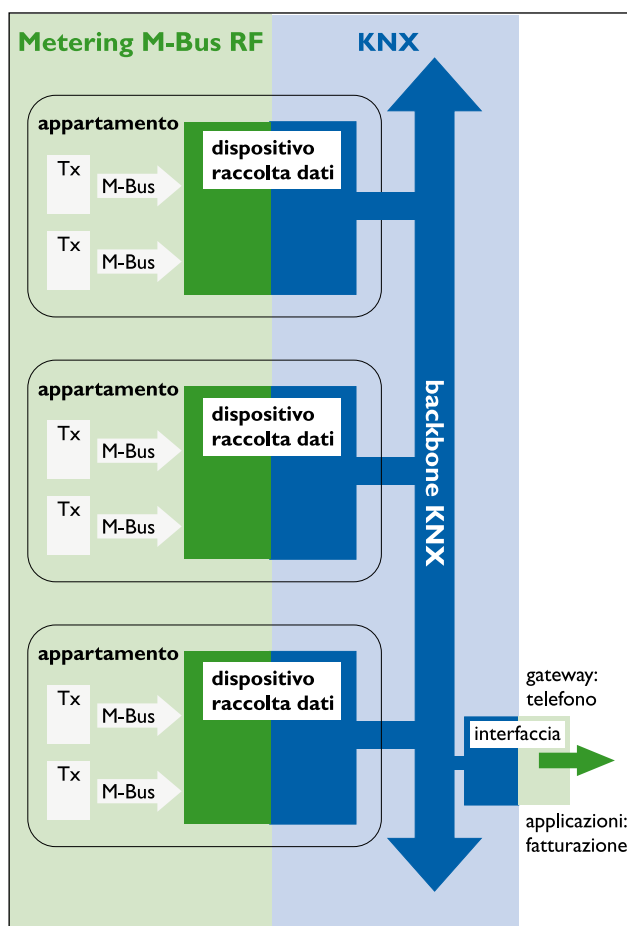 Metering M-Bus RF
KNX
appartamento
Tx
M-Bus
Tx
M-Bus
dispositivo
raccolta dati
appartamento
Tx
M-Bus
Tx
M-Bus
dispositivo
raccolta dati
backbone KNX
appartamento
Tx
M-Bus
Tx
M-Bus
dispositivo
raccolta dati
gateway:
telefono
interfaccia
applicazioni:
fatturazione